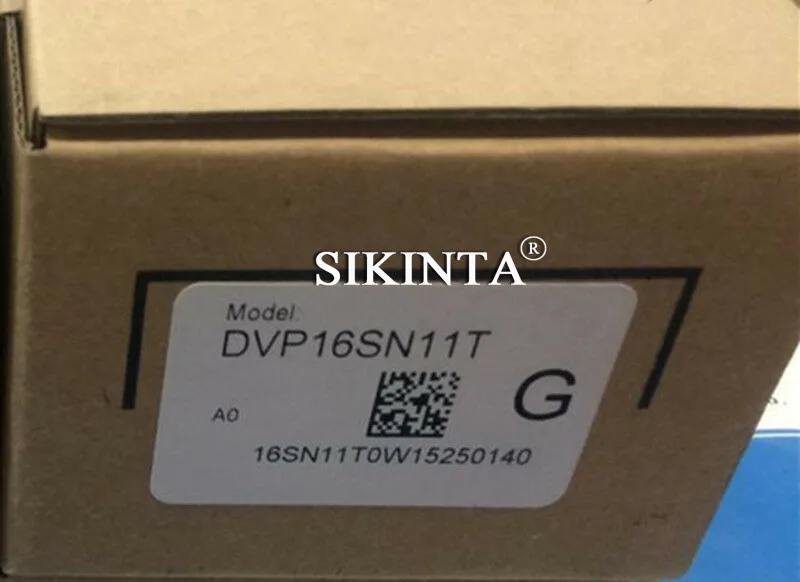 SIKINTA®
Model:
DVP16SN11T
G
A0
16SN11T0W15250140